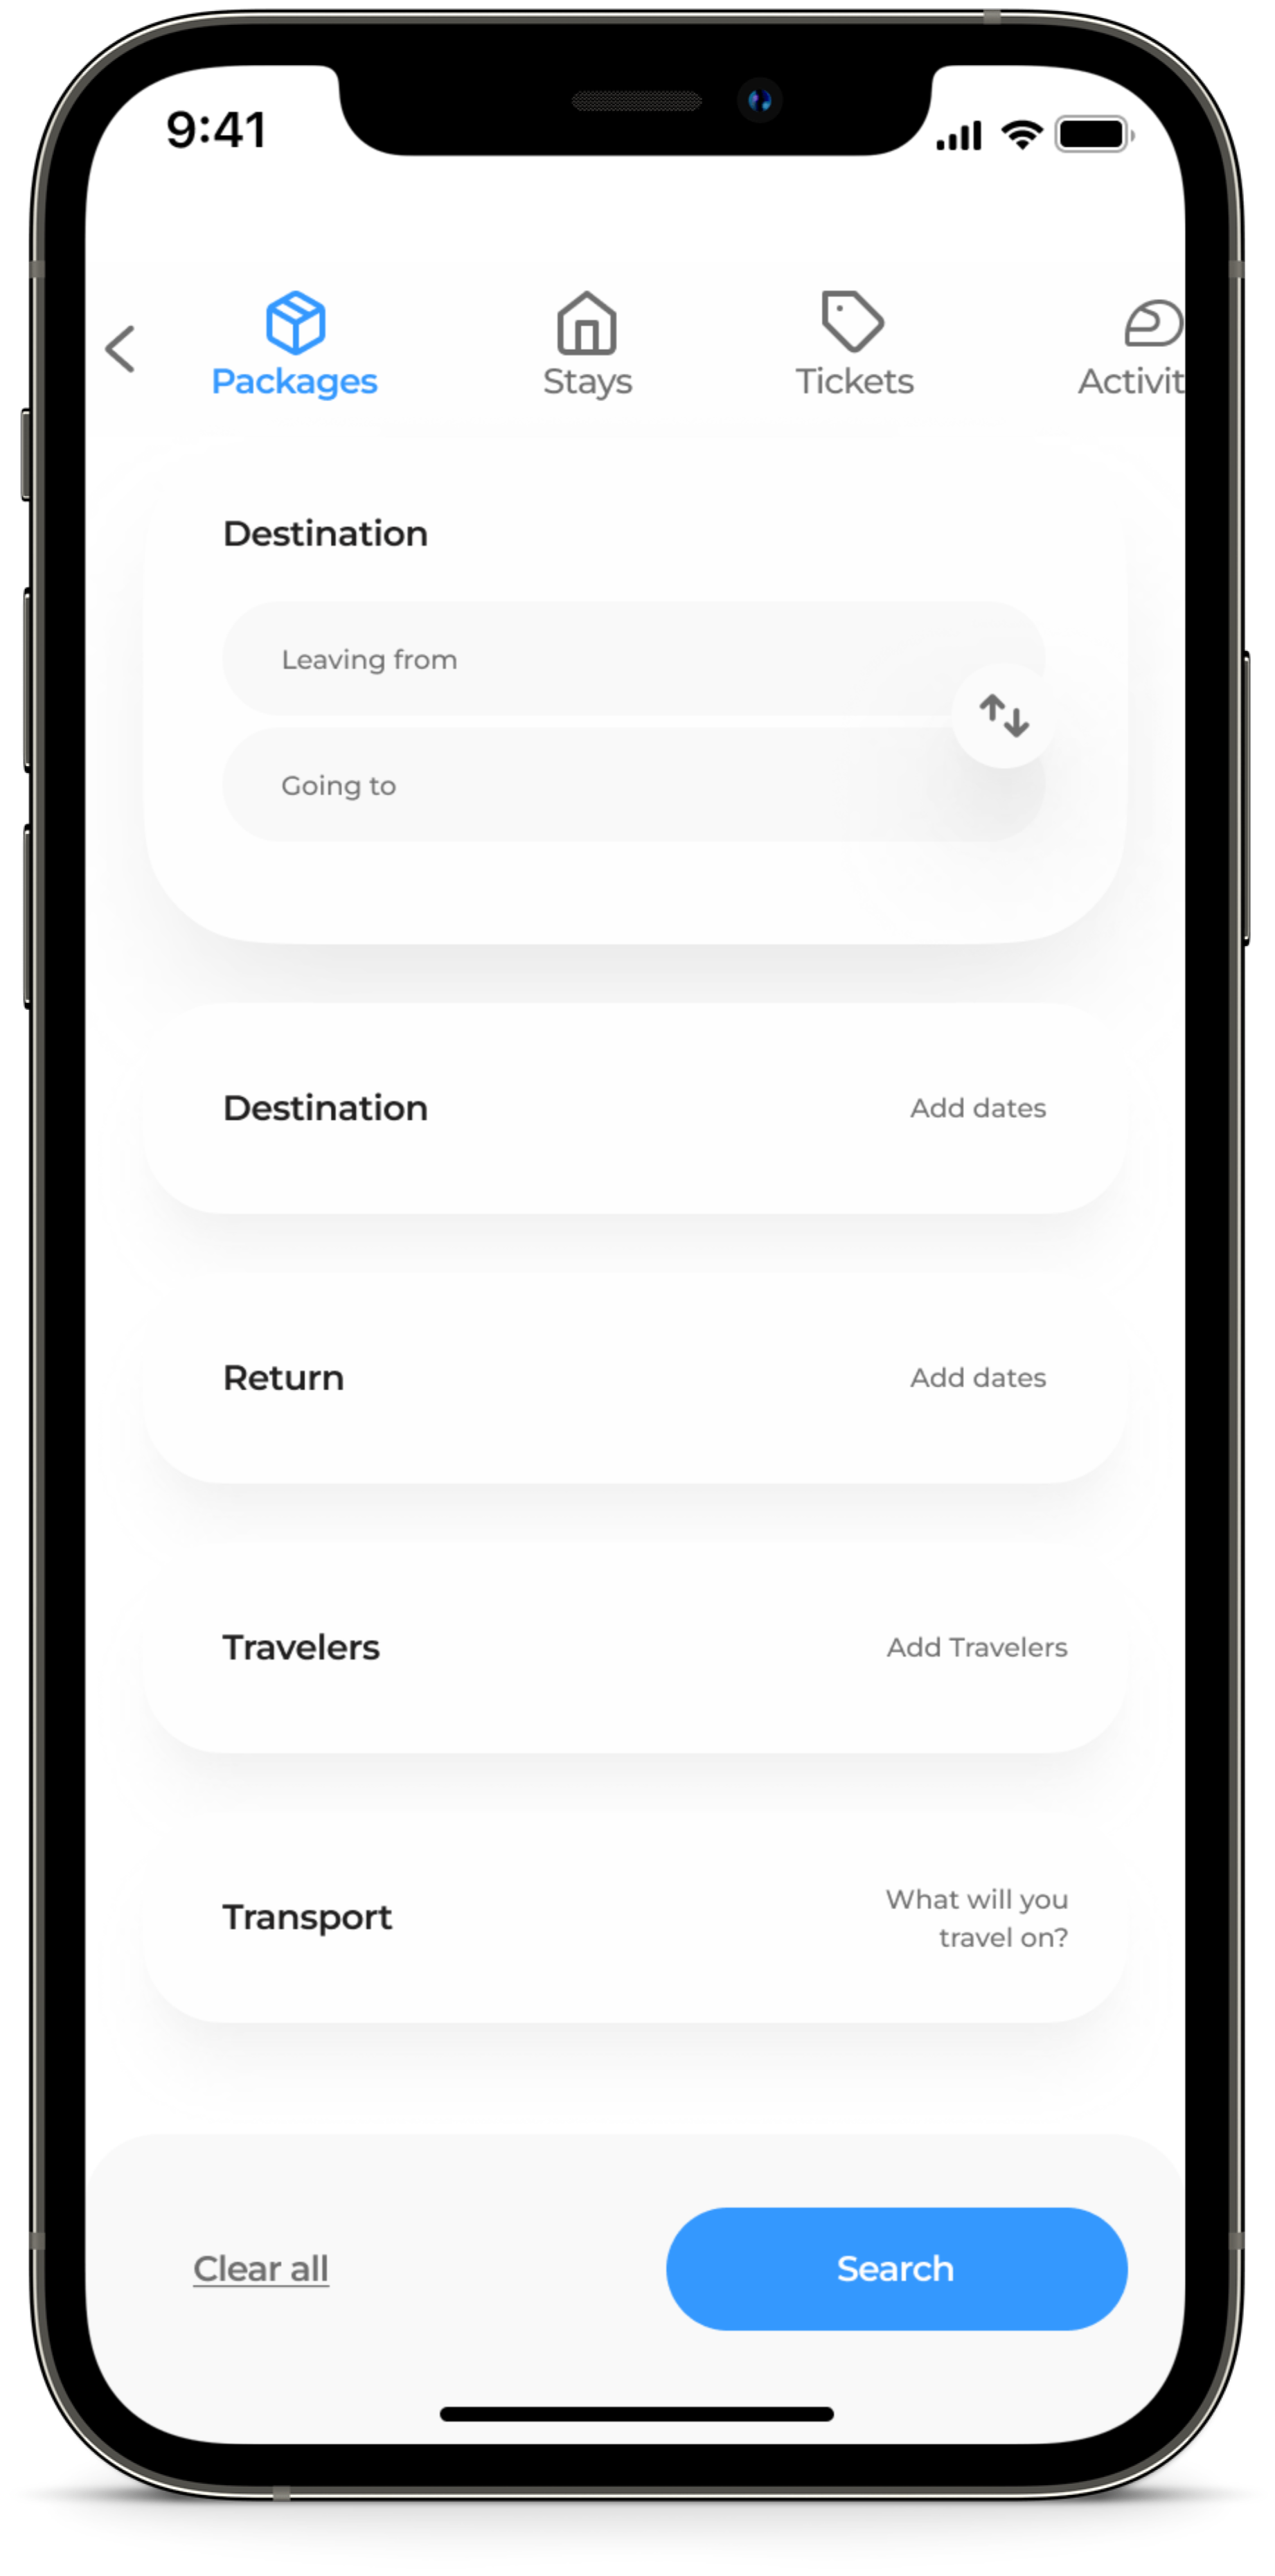 9:41
Packages
Stays
Tickets
Activit
Destination
Leaving from
Going to
Destination
Add dates
Return
Add dates
Travelers
Add Travelers
Transport
What will you
travel on?
Clear all
Search